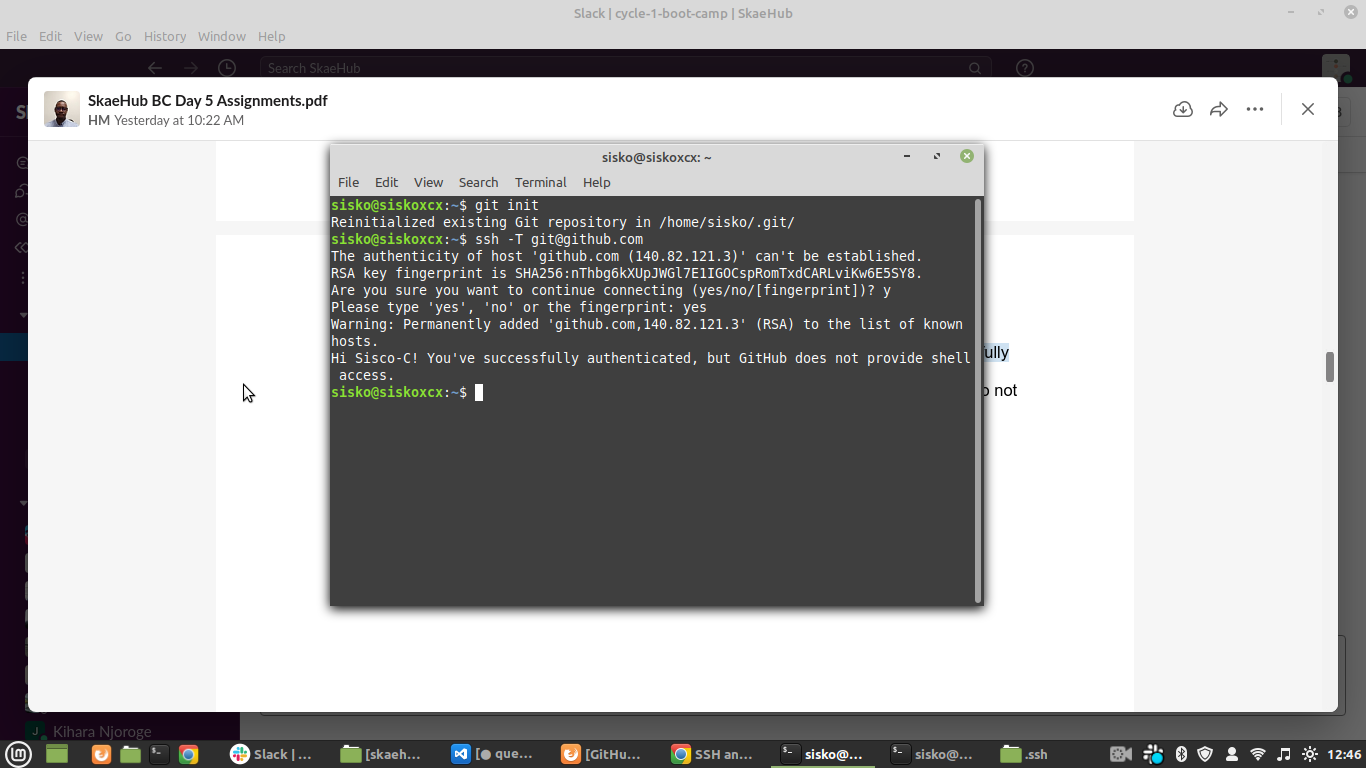 Slack | cycle-1-boot-camp | SkaeHub
File Edit View Go History Window Help
Search SkaeHub
SkaeHub BC Day 5 Assignments.pdf
HM Yesterday at 10:22 AM
sisko@siskoxcx: ~
File Edit View Search Terminal Help
sisko@siskoxcx:~$ git init
Reinitialized existing Git repository in /home/sisko/.git/
sisko@siskoxcx:~$ ssh -T git@github.com
The authenticity of host 'github.com (140.82.121.3)' can't be established.
RSA key fingerprint is SHA256:nThbg6kXUpJWGl7E1IGOCspRomTxdCARLviKw6E5SY8.
Are you sure you want to continue connecting (yes/no/[fingerprint])? y
Please type 'yes', 'no' or the fingerprint: yes
Warning: Permanently added 'github.com,140.82.121.3' (RSA) to the list of known
hosts.
Hi Sisco-C! You've successfully authenticated, but GitHub does not provide shell
access.
sisko@siskoxcx:~$
ully
not
Kihara Njoroge
Slack | ... [skaeh... [● que... [GitHu... SSH an... sisko@... sisko@... .ssh 12:46